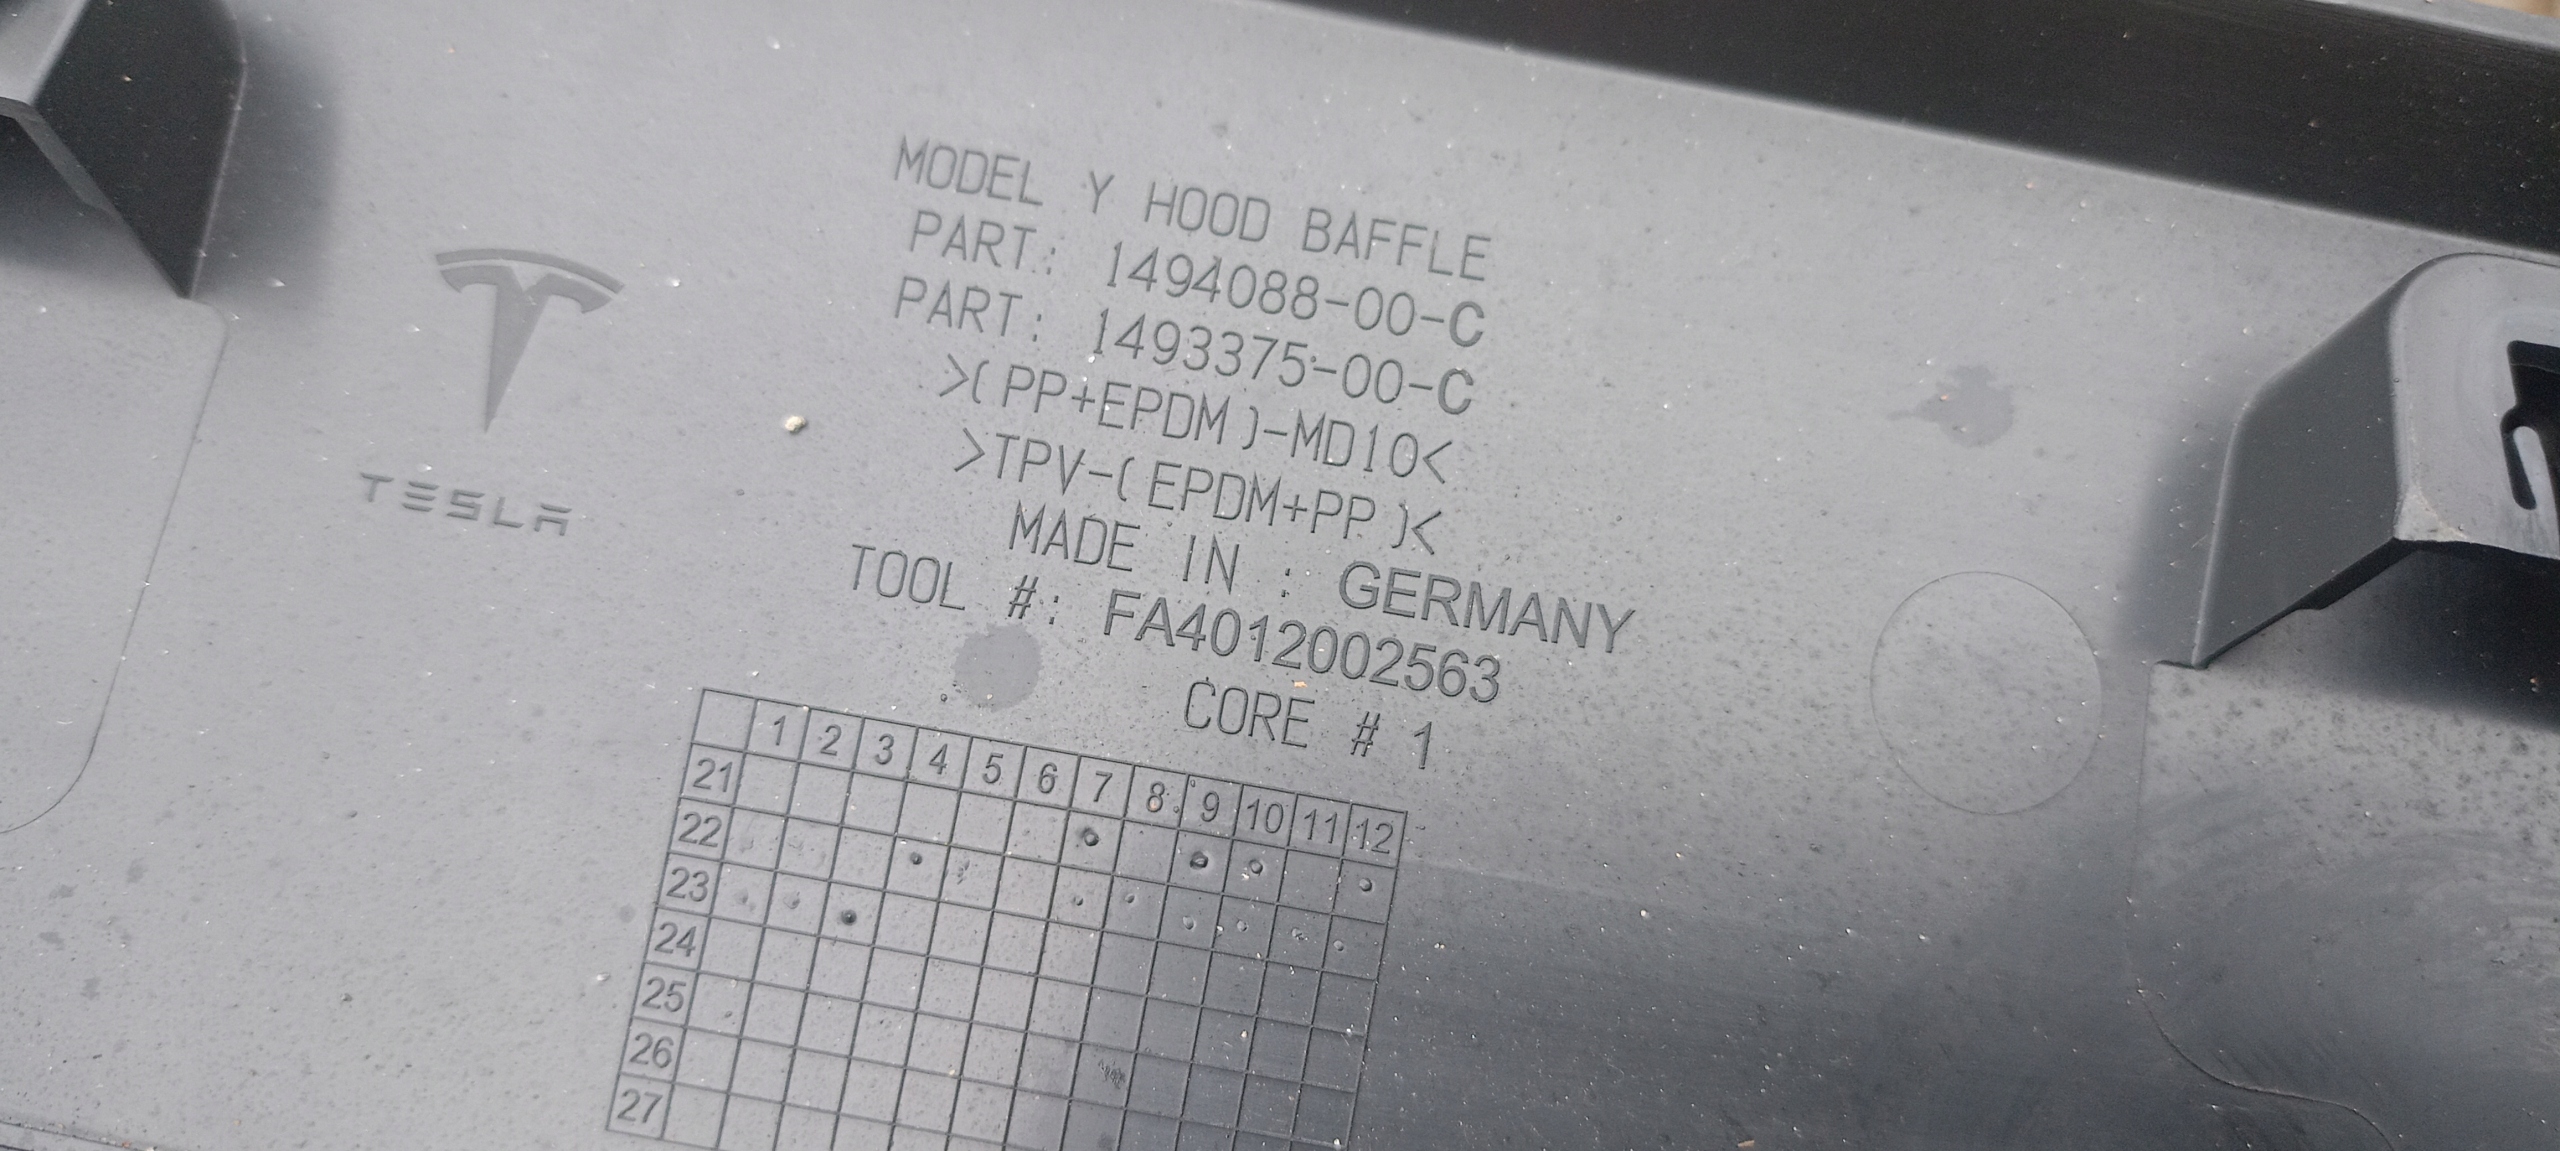 MODEL Y HOOD BAFFLE
PART: 1494088-00-C
PART: 1493375-00-C
>(PP+EPDM)-MD10<
>TPV-(EPDM+PP)<
MADE IN : GERMANY
TOOL #: FA4012002563
CORE # 1
TESLA
1 2 3 4 5 6 7 8 9 10 11 12
21
22
23
24
25
26
27